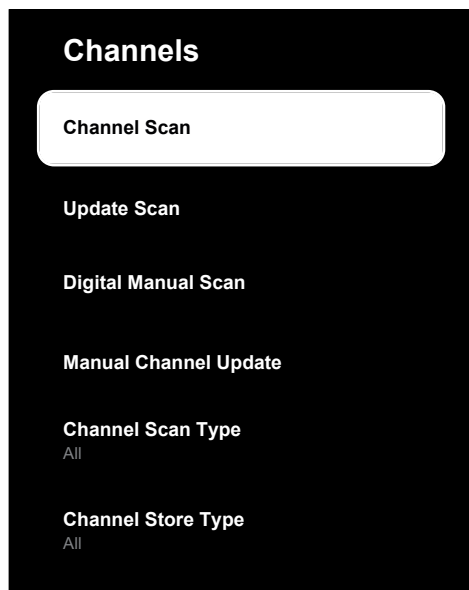 Channels
Channel Scan
Update Scan
Digital Manual Scan
Manual Channel Update
Channel Scan Type
All
Channel Store Type
All